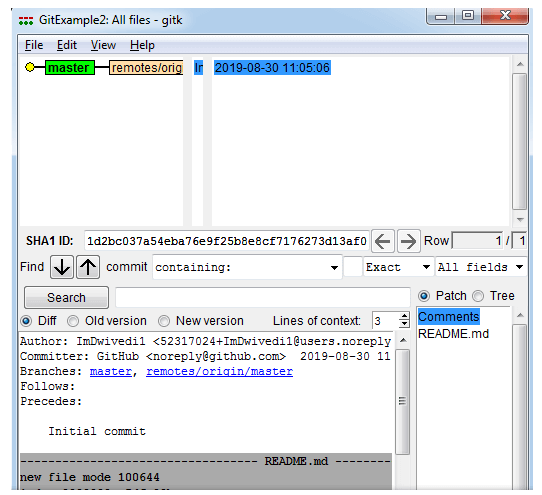 GitExample2: All files - gitk
File Edit View Help
master remotes/orig In 2019-08-30 11:05:06
SHA1 ID: 1d2bc037a54eba76e9f25b8e8cf7176273d13af0 Row 1 / 1
Find commit containing: Exact All fields
Search Patch Tree
Diff Old version New version Lines of context: 3 Comments
Author: ImDwivedi1 <52317024+ImDwivedi1@users.noreply README.md
Committer: GitHub <noreply@github.com> 2019-08-30 11
Branches: master, remotes/origin/master
Follows:
Precedes:
Initial commit
---------------------------------- README.md --------
new file mode 100644